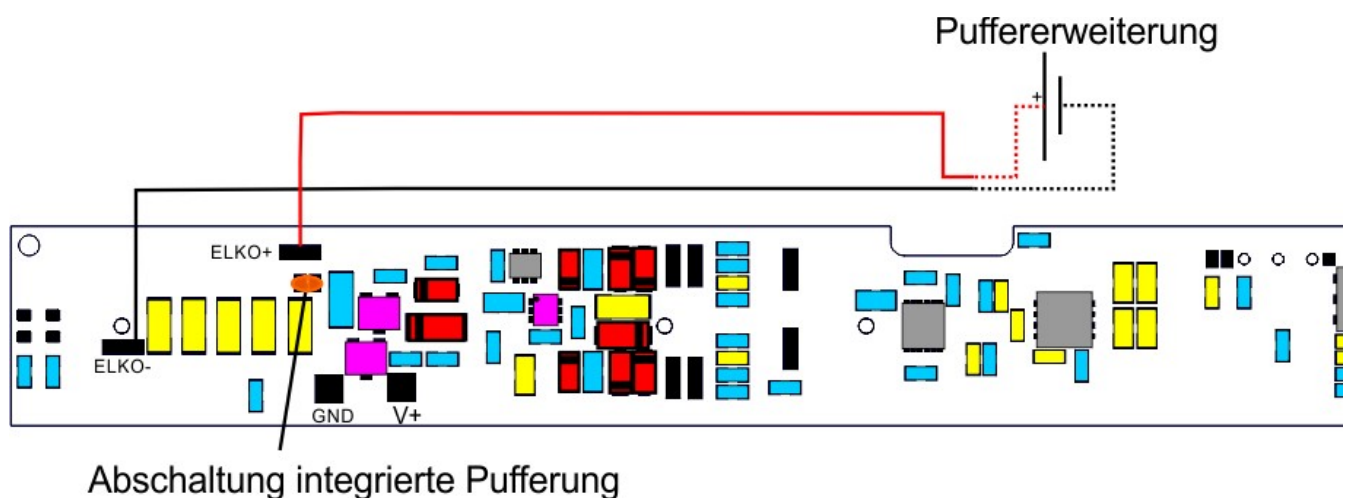 Puffererweiterung
+
ELKO+
ELKO-
GND
V+
Abschaltung integrierte Pufferung